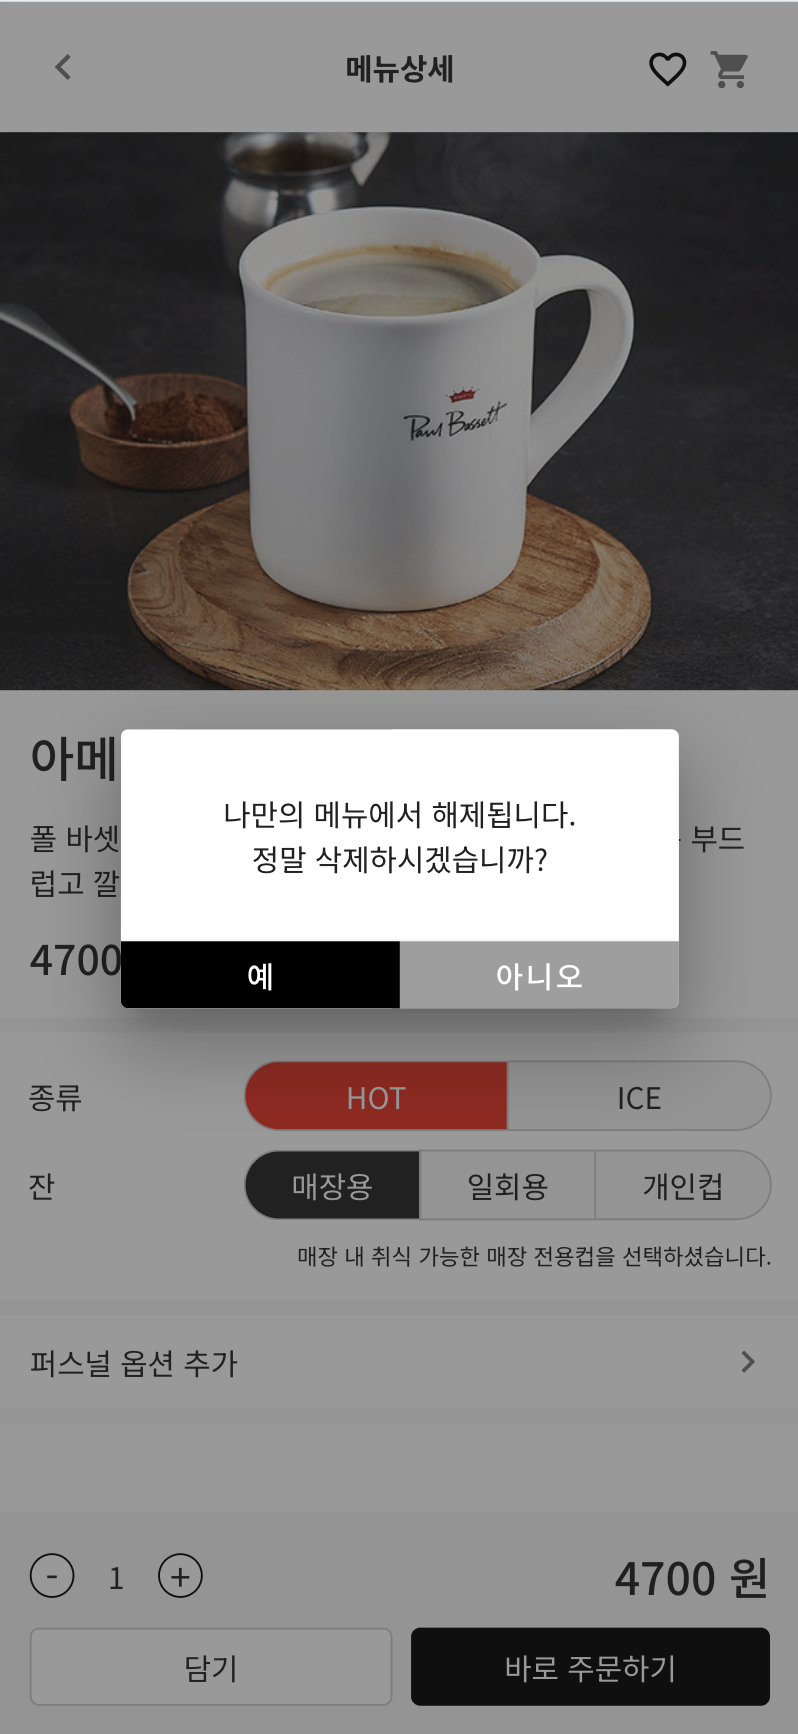 메뉴상세
Paul Bassett
아메
폴 바셋
부드
럽고 깔
4700
나만의 메뉴에서 해제됩니다.
정말 삭제하시겠습니까?
예 아니오
종류 HOT ICE
잔 매장용 일회용 개인컵
매장 내 취식 가능한 매장 전용컵을 선택하셨습니다.
퍼스널 옵션 추가
- 1 + 4700 원
담기 바로 주문하기